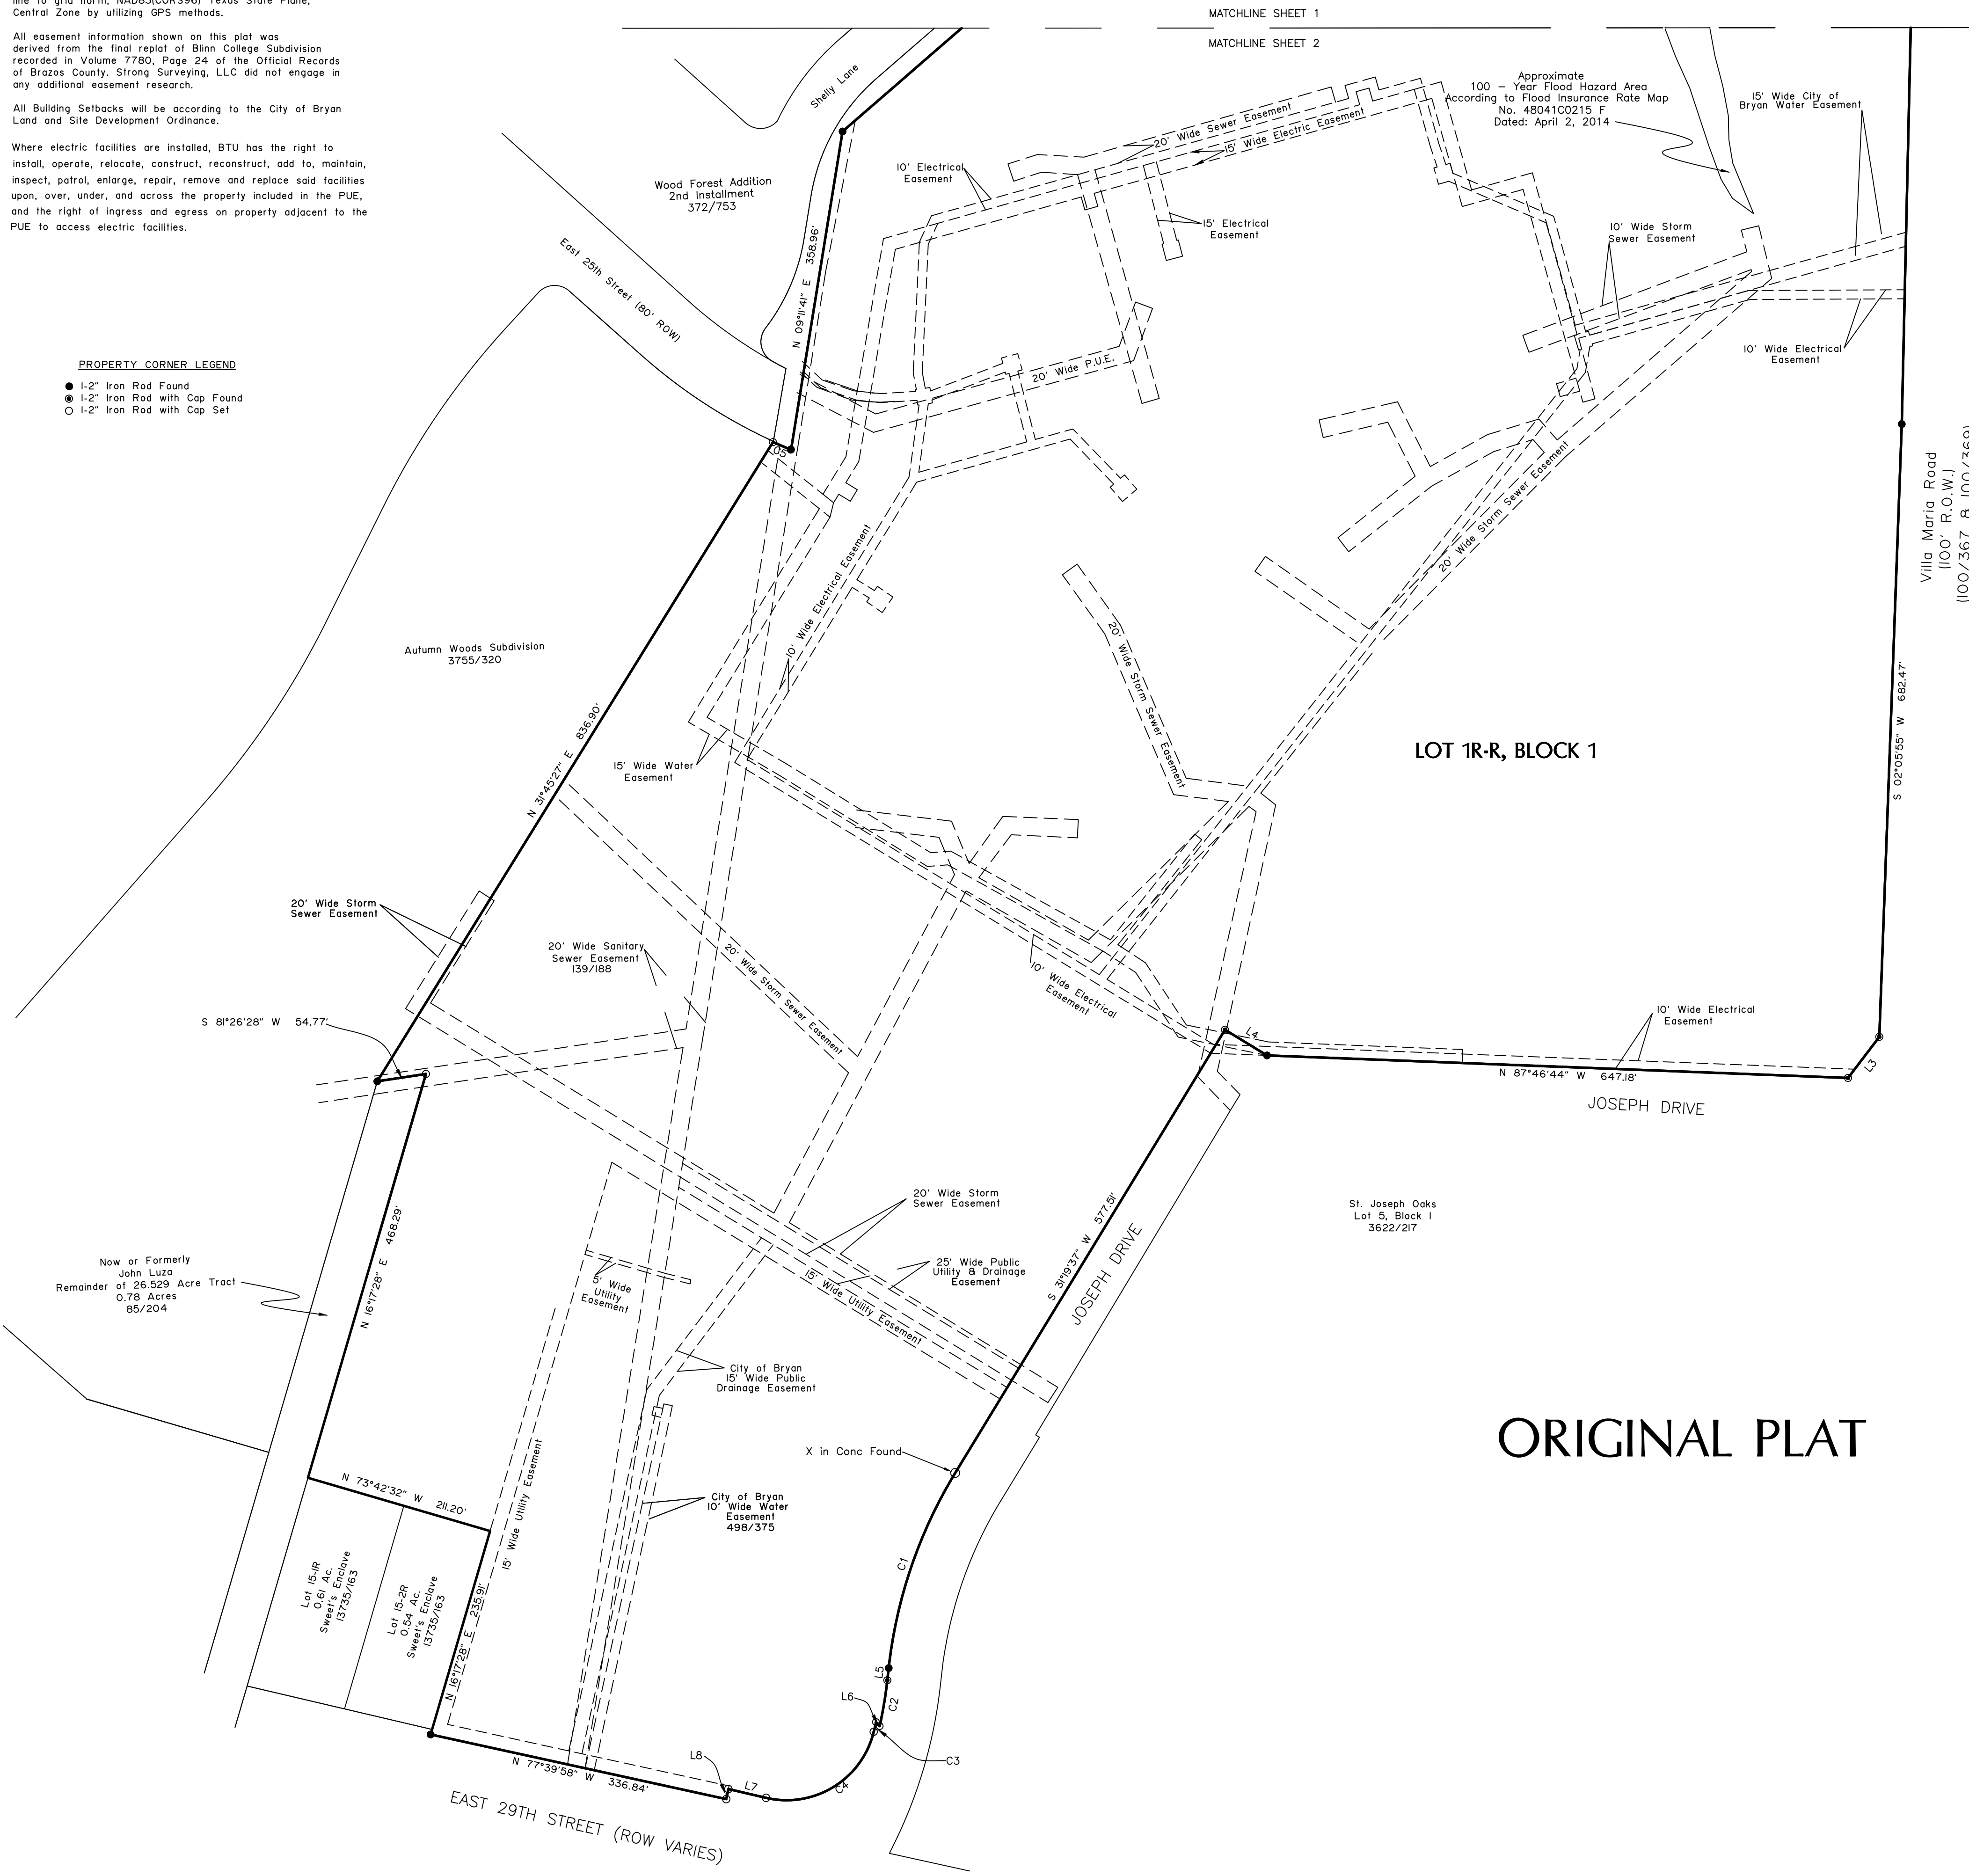 Central Zone by utilizing GPS methods.
All easement information shown on this plat was
derived from the final replat of Blinn College Subdivision
recorded in Volume 7780, Page 24 of the Official Records
of Brazos County. Strong Surveying, LLC did not engage in
any additional easement research.
All Building Setbacks will be according to the City of Bryan
Land and Site Development Ordinance.
Where electric facilities are installed, BTU has the right to
install, operate, relocate, construct, reconstruct, add to, maintain,
inspect, patrol, enlarge, repair, remove and replace said facilities
upon, over, under, and across the property included in the PUE,
and the right of ingress and egress on property adjacent to the
PUE to access electric facilities.
PROPERTY CORNER LEGEND
1-2" Iron Rod Found
1-2" Iron Rod with Cap Found
1-2" Iron Rod with Cap Set
MATCHLINE SHEET 1
MATCHLINE SHEET 2
Shelly Lane
Wood Forest Addition
2nd Installment
372/753
East 25th Street (80' ROW)
N 09°11'41" E 358.96'
10' Electrical
Easement
20' Wide Sewer Easement
15' Wide Electric Easement
15' Electrical
Easement
Approximate
100 - Year Flood Hazard Area
According to Flood Insurance Rate Map
No. 48041C0215 F
Dated: April 2, 2014
15' Wide City of
Bryan Water Easement
10' Wide Storm
Sewer Easement
10' Wide Electrical
Easement
20' Wide P.U.E.
Villa Maria Road
(100' R.O.W.)
(100/367 & 100/369)
20' Wide Storm Sewer Easement
10' Wide Electrical Easement
20' Wide Storm Sewer Easement
Autumn Woods Subdivision
3755/320
N 31°45'27" E 836.90'
15' Wide Water
Easement
LOT 1R-R, BLOCK 1
S 02°05'55" W 682.47'
20' Wide Storm
Sewer Easement
20' Wide Sanitary
Sewer Easement
139/188
20' Wide Storm Sewer Easement
10' Wide Electrical
Easement
S 81°26'28" W 54.77'
L4
10' Wide Electrical
Easement
L3
N 87°46'44" W 647.18'
JOSEPH DRIVE
20' Wide Storm
Sewer Easement
S 31°19'37" W 577.51'
JOSEPH DRIVE
St. Joseph Oaks
Lot 5, Block 1
3622/217
Now or Formerly
John Luza
Remainder of 26.529 Acre Tract
0.78 Acres
85/204
N 16°17'28" E 468.29'
5' Wide
Utility
Easement
25' Wide Public
Utility & Drainage
Easement
15' Wide Utility Easement
City of Bryan
15' Wide Public
Drainage Easement
X in Conc Found
ORIGINAL PLAT
N 73°42'32" W 211.20'
15' Wide Utility Easement
City of Bryan
10' Wide Water
Easement
498/375
Lot 15-1R
0.61 Ac.
Sweet's Enclave
13735/163
Lot 15-2R
0.54 Ac.
Sweet's Enclave
13735/163
N 16°17'28" E 235.91'
C1
L5
L6
C2
C3
L8
L7
C4
N 77°39'58" W 336.84'
EAST 29TH STREET (ROW VARIES)